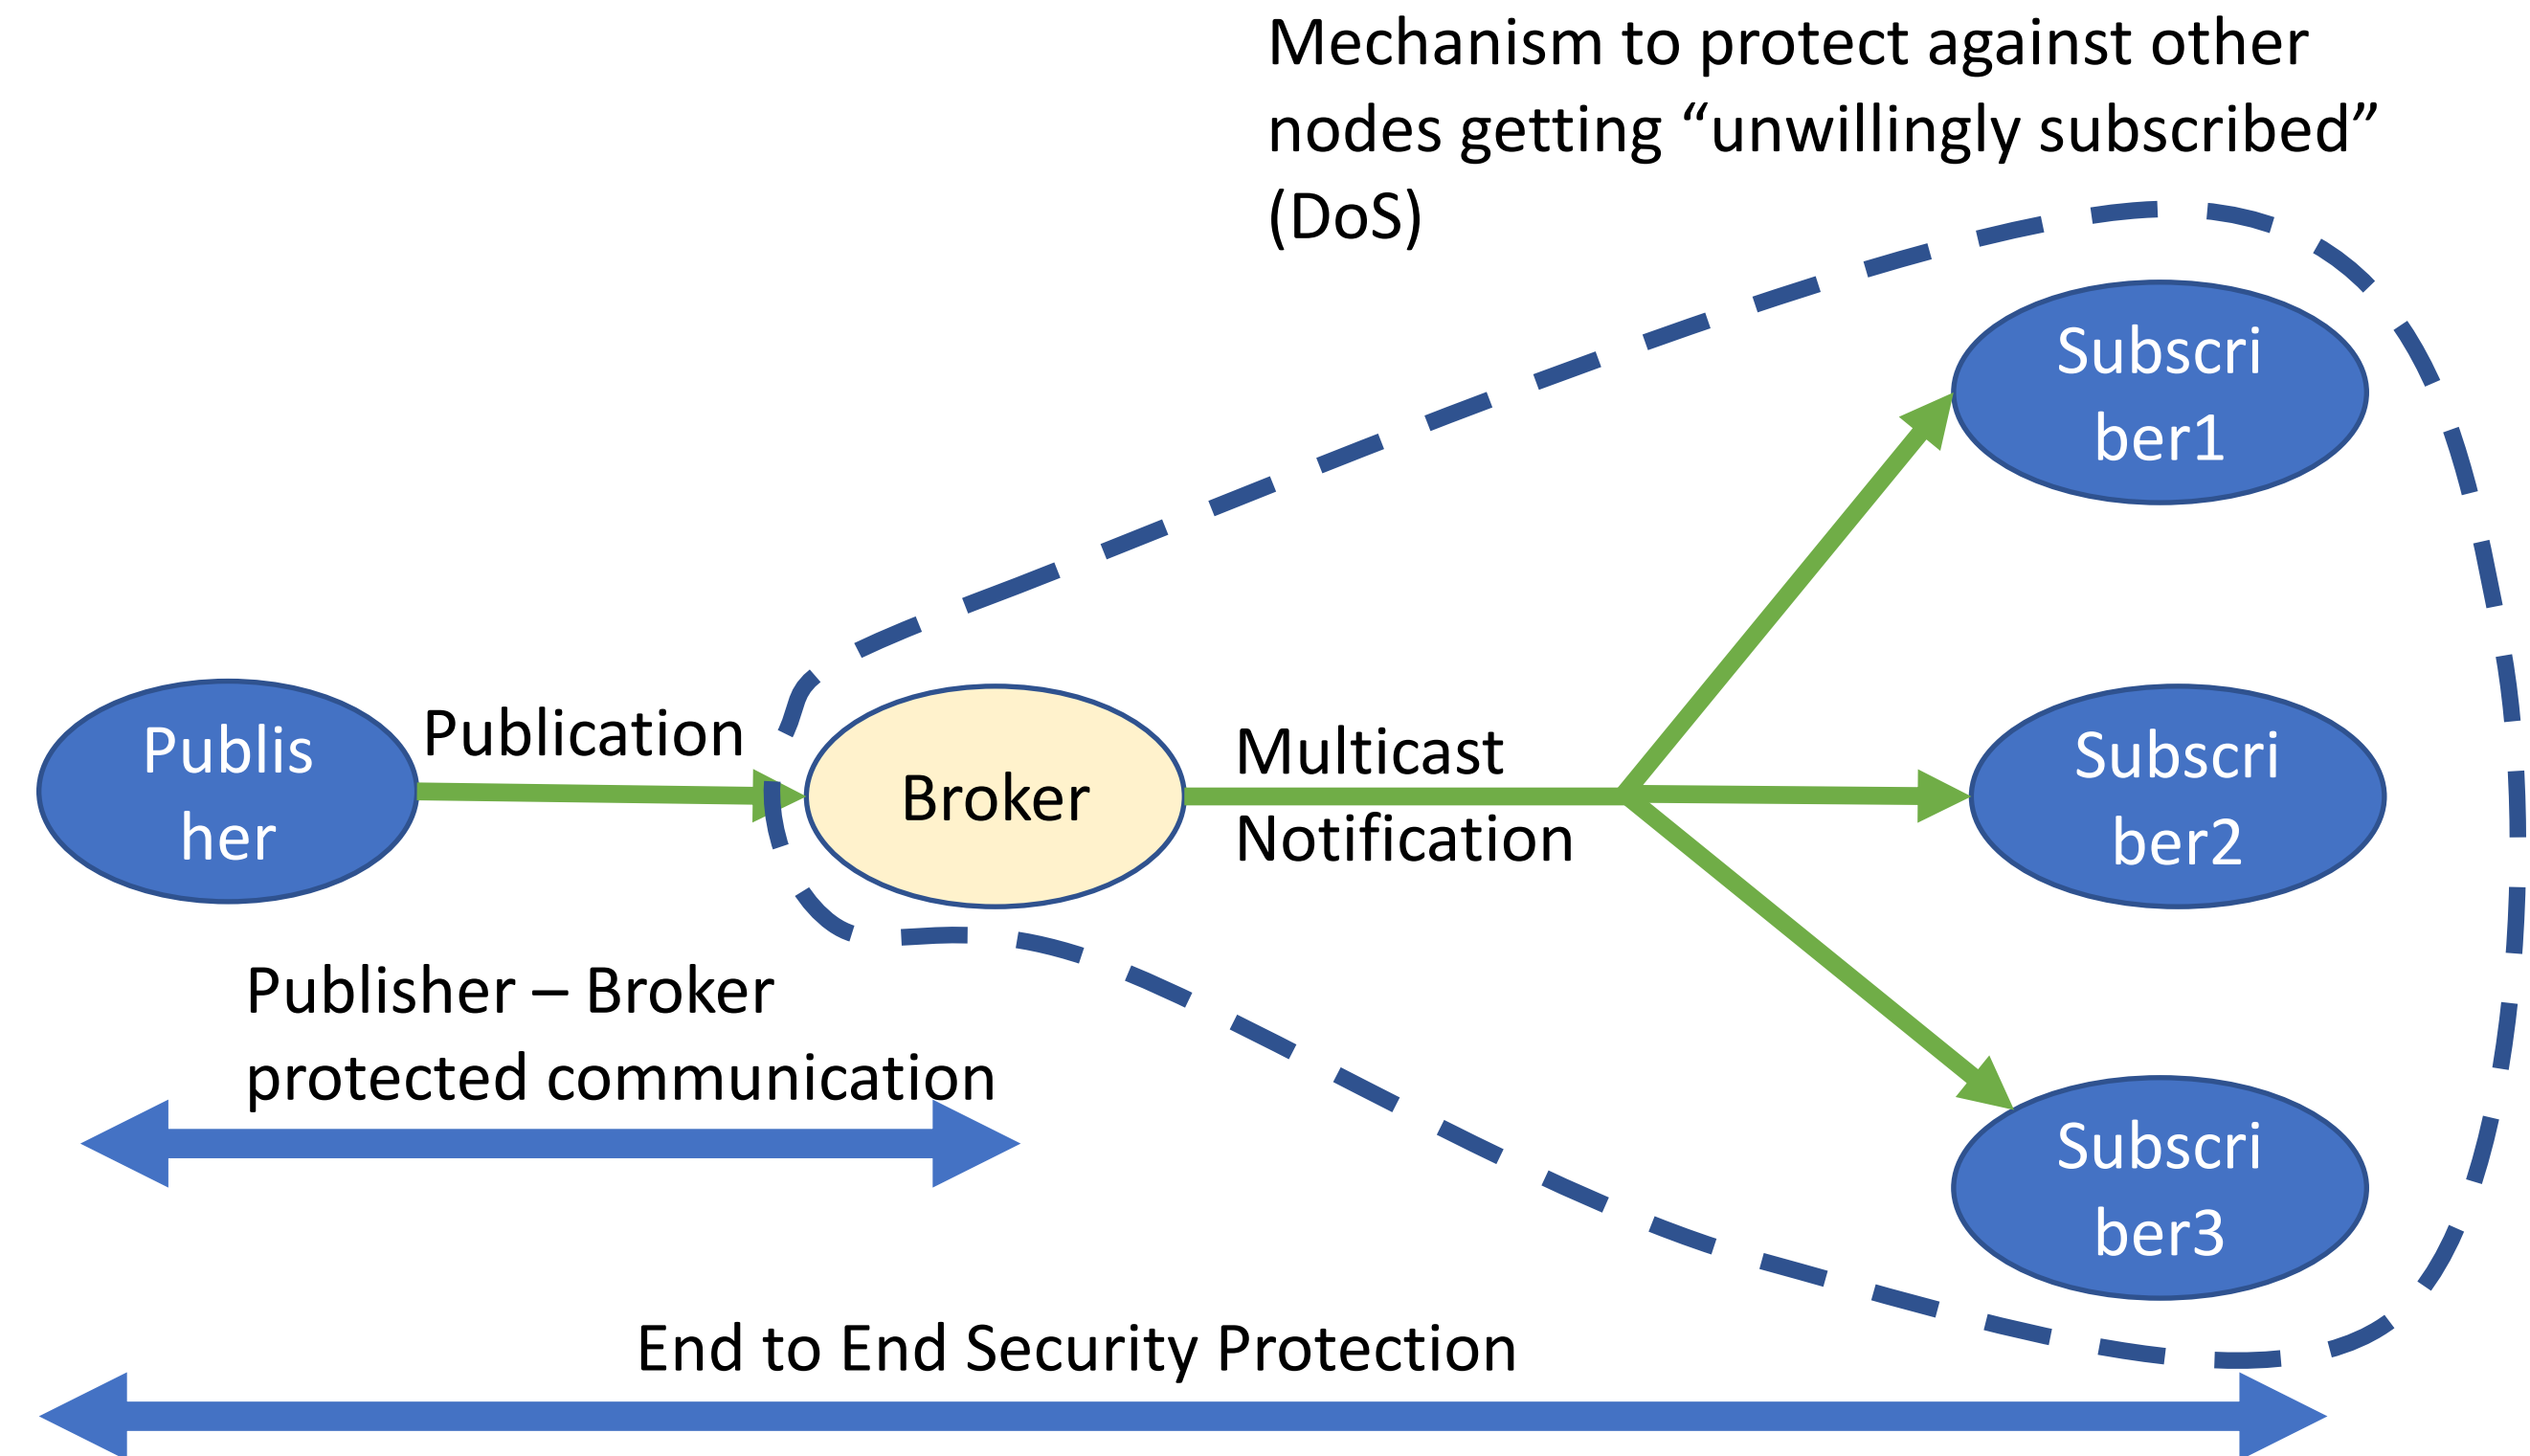 Mechanism to protect against other
nodes getting “unwillingly subscribed”
(DoS)
Subscri
ber1
Publis
her
Publication
Broker
Multicast
Notification
Subscri
ber2
Publisher – Broker
protected communication
Subscri
ber3
End to End Security Protection